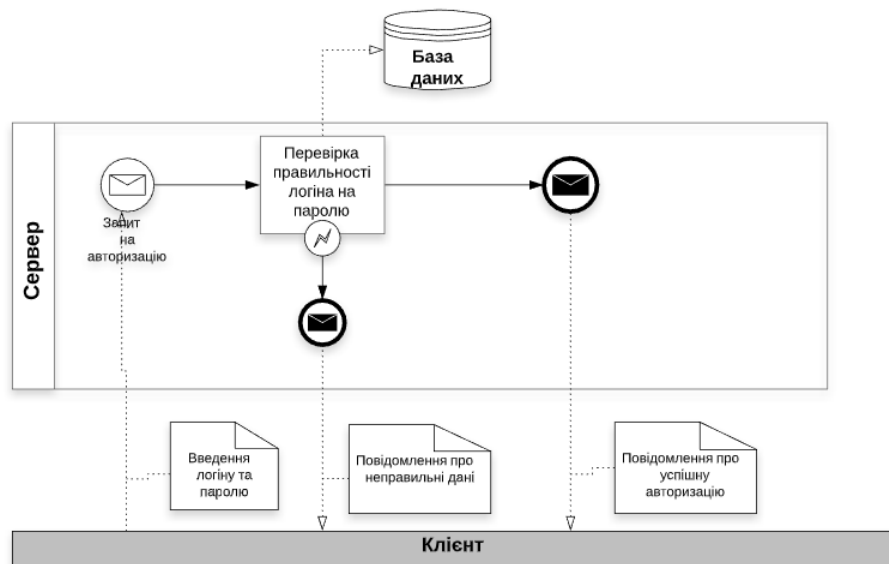 База
даних
Перевірка
правильності
логіна на
паролю
Запит
на
авторизацію
Сервер
Введення
логіну та
паролю
Повідомлення про
неправильні дані
Повідомлення про
успішну
авторизацію
Клієнт